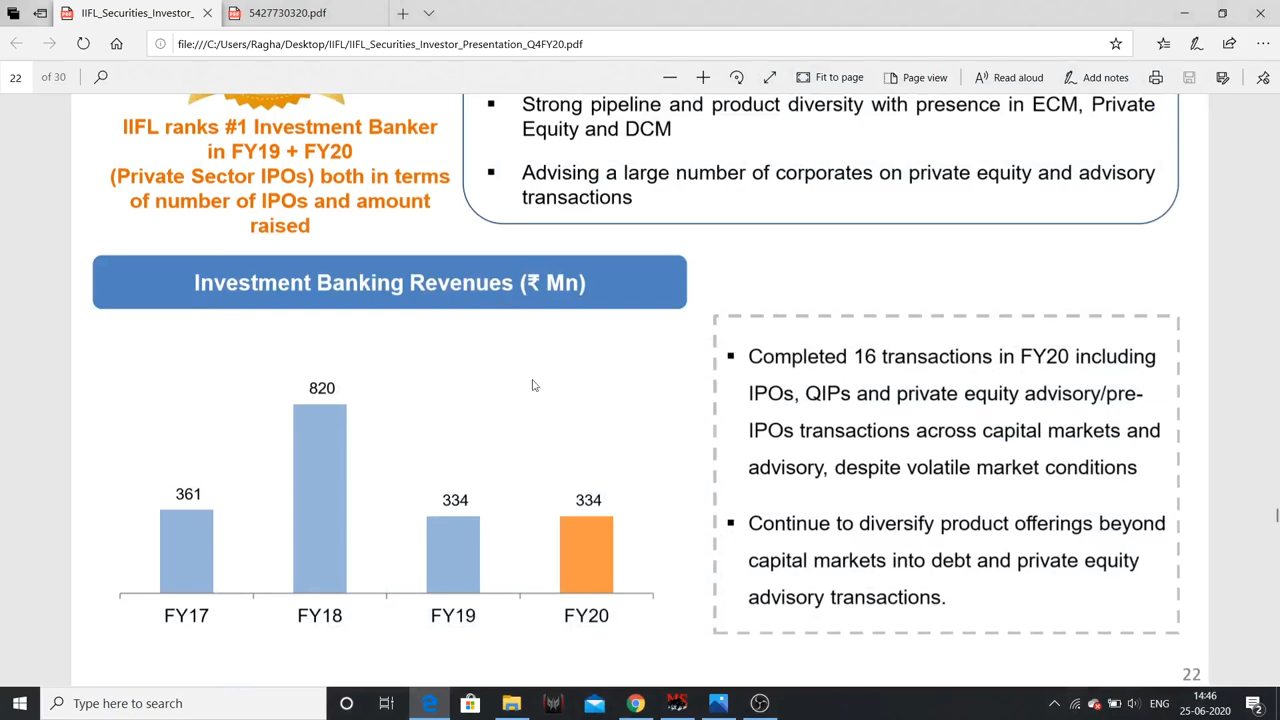 IIFL_Securities_Investor_
5427730320.pdf
file:///C:/Users/Ragha/Desktop/IIFL/IIFL_Securities_Investor_Presentation_Q4FY20.pdf
22 of 30
Fit to page
Page view
Read aloud
Add notes
IIFL ranks #1 Investment Banker
in FY19 + FY20
(Private Sector IPOs) both in terms
of number of IPOs and amount
raised
▪ Strong pipeline and product diversity with presence in ECM, Private
Equity and DCM
▪ Advising a large number of corporates on private equity and advisory
transactions
Investment Banking Revenues (₹ Mn)
361
820
334
334
FY17
FY18
FY19
FY20
▪ Completed 16 transactions in FY20 including
IPOs, QIPs and private equity advisory/pre-
IPOs transactions across capital markets and
advisory, despite volatile market conditions
▪ Continue to diversify product offerings beyond
capital markets into debt and private equity
advisory transactions.
22
Type here to search
ENG
14:46
25-06-2020
2